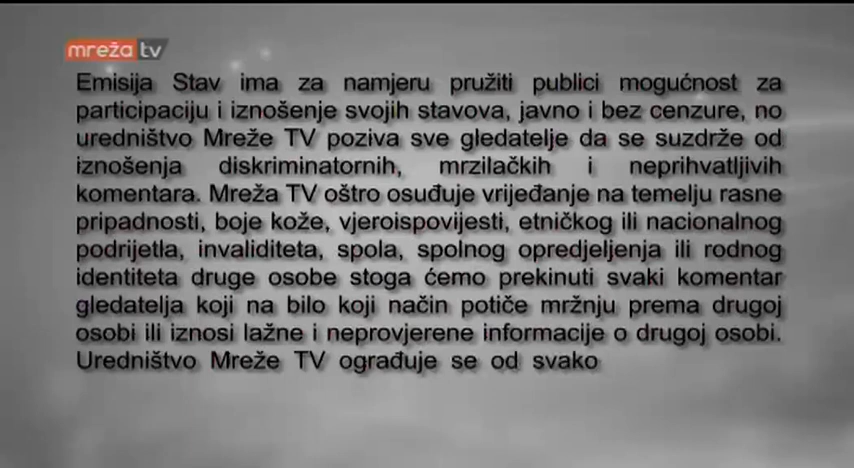 mreža tv
Emisija Stav ima za namjeru pružiti publici mogućnost za
participaciju i iznošenje svojih stavova, javno i bez cenzure, no
uredništvo Mreže TV poziva sve gledatelje da se suzdrže od
iznošenja diskriminatornih, mrzilačkih i neprihvatljivih
komentara. Mreža TV oštro osuđuje vrijeđanje na temelju rasne
pripadnosti, boje kože, vjeroispovijesti, etničkog ili nacionalnog
podrijetla, invaliditeta, spola, spolnog opredjeljenja ili rodnog
identiteta druge osobe stoga ćemo prekinuti svaki komentar
gledatelja koji na bilo koji način potiče mržnju prema drugoj
osobi ili iznosi lažne i neprovjerene informacije o drugoj osobi.
Uredništvo Mreže TV ograđuje se od svako